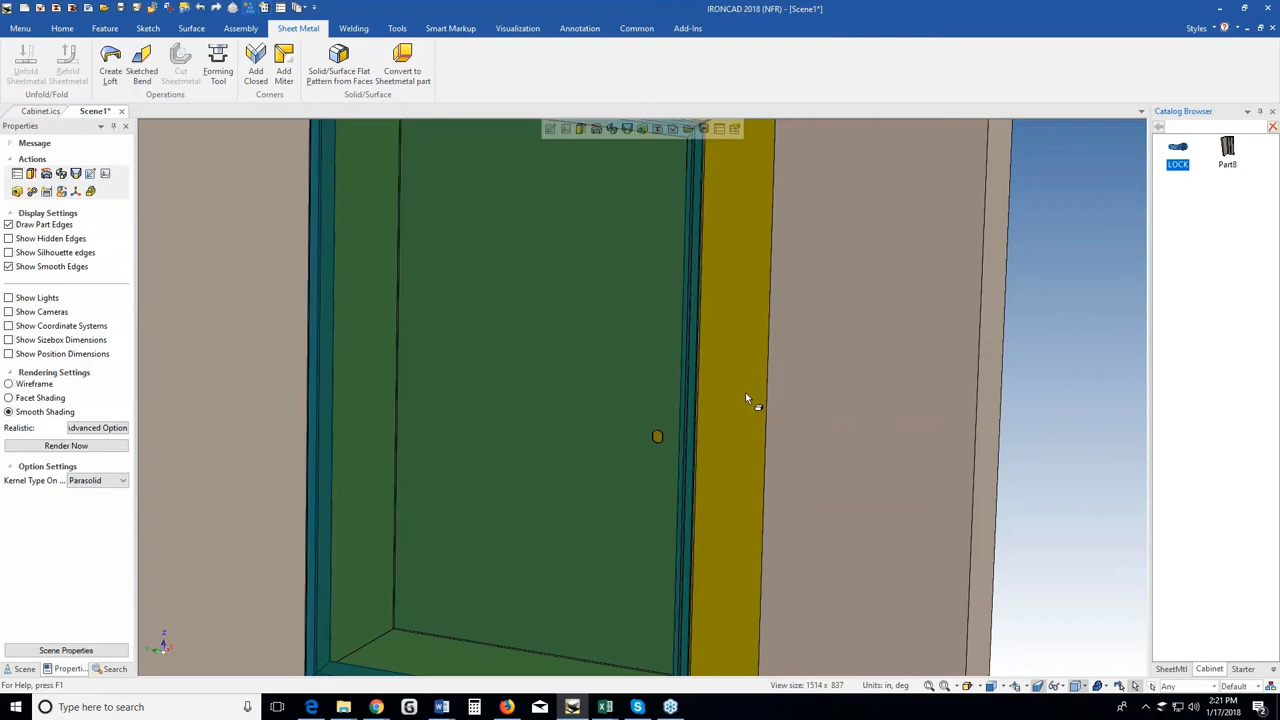 IRONCAD 2018 (NFR) - [Scene1*]
Menu Home Feature Sketch Surface Assembly Sheet Metal Welding Tools Smart Markup Visualization Annotation Common Add-Ins Styles
Unfold Sheetmetal Refold Sheetmetal Create Loft Sketched Bend Cut Sheetmetal Forming Tool Add Closed Add Miter Solid/Surface Flat Pattern from Faces Convert to Sheetmetal part
Unfold/Fold Operations Corners Solid/Surface
Cabinet.ics Scene1*
Properties
Catalog Browser
Message
Actions
LOCK Part8
Display Settings
Draw Part Edges
Show Hidden Edges
Show Silhouette edges
Show Smooth Edges
Show Lights
Show Cameras
Show Coordinate Systems
Show Sizebox Dimensions
Show Position Dimensions
Rendering Settings
Wireframe
Facet Shading
Smooth Shading
Realistic: Advanced Option
Render Now
Option Settings
Kernel Type On ... Parasolid
Z
Scene Properties
Scene Properti... Search
SheetMtl Cabinet Starter
For Help, press F1
View size: 1514 x 837 Units: in, deg Any Default
Type here to search
2:21 PM
1/17/2018